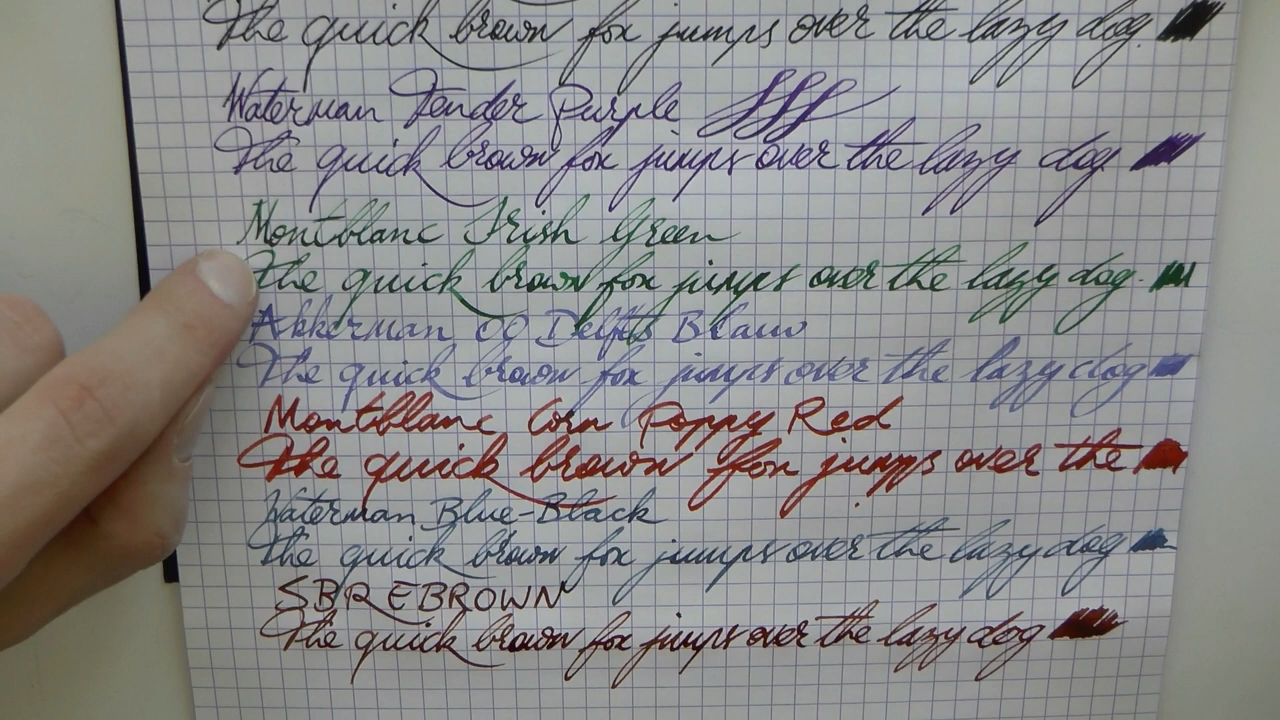 The quick brown fox jumps over the lazy dog.
Waterman Tender Purple
The quick brown fox jumps over the lazy dog.
Montblanc Irish Green
The quick brown fox jumps over the lazy dog.
Akkerman 09 Delfts Blauw
The quick brown fox jumps over the lazy dog
Montblanc Corn Poppy Red
The quick brown fox jumps over the
Waterman Blue-Black
the quick brown fox jumps over the lazy dog
SBREBROWN
The quick brown fox jumps over the lazy dog